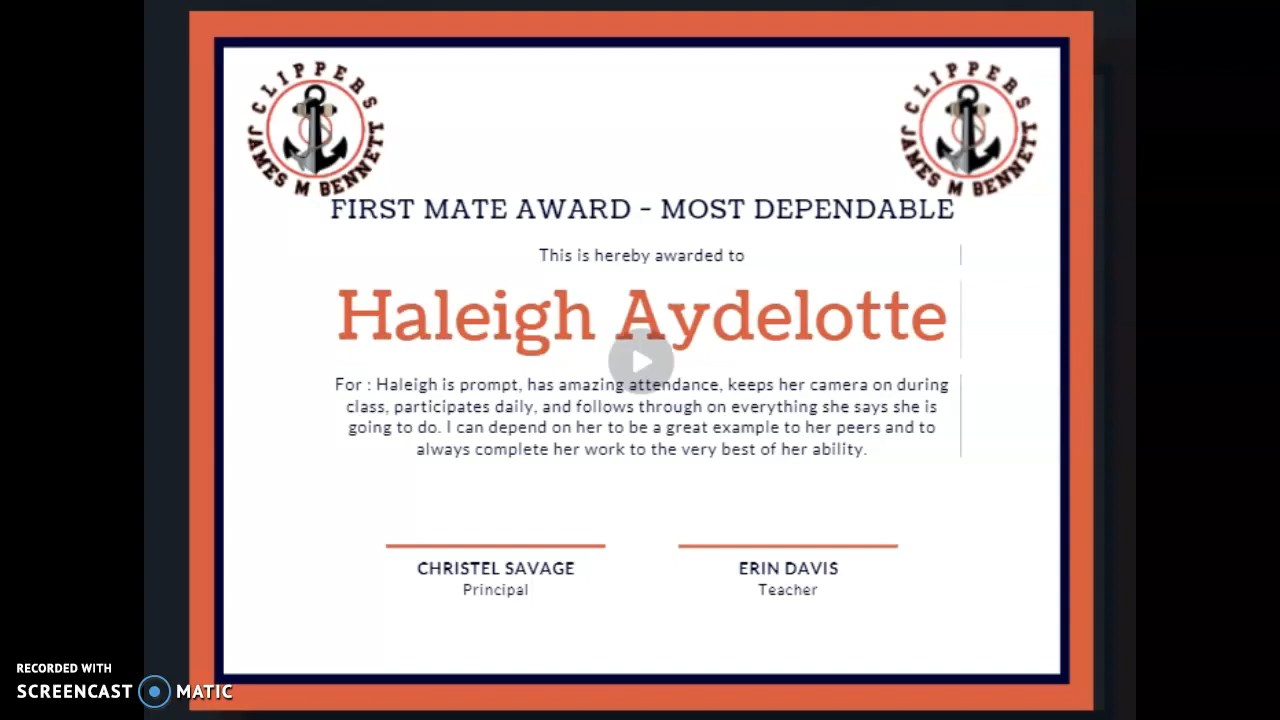 CLIPPERS
JAMES M BENNETT
CLIPPERS
JAMES M BENNETT
FIRST MATE AWARD - MOST DEPENDABLE
This is hereby awarded to
Haleigh Aydelotte
For : Haleigh is prompt, has amazing attendance, keeps her camera on during
class, participates daily, and follows through on everything she says she is
going to do. I can depend on her to be a great example to her peers and to
always complete her work to the very best of her ability.
CHRISTEL SAVAGE
Principal
ERIN DAVIS
Teacher
RECORDED WITH
SCREENCAST MATIC